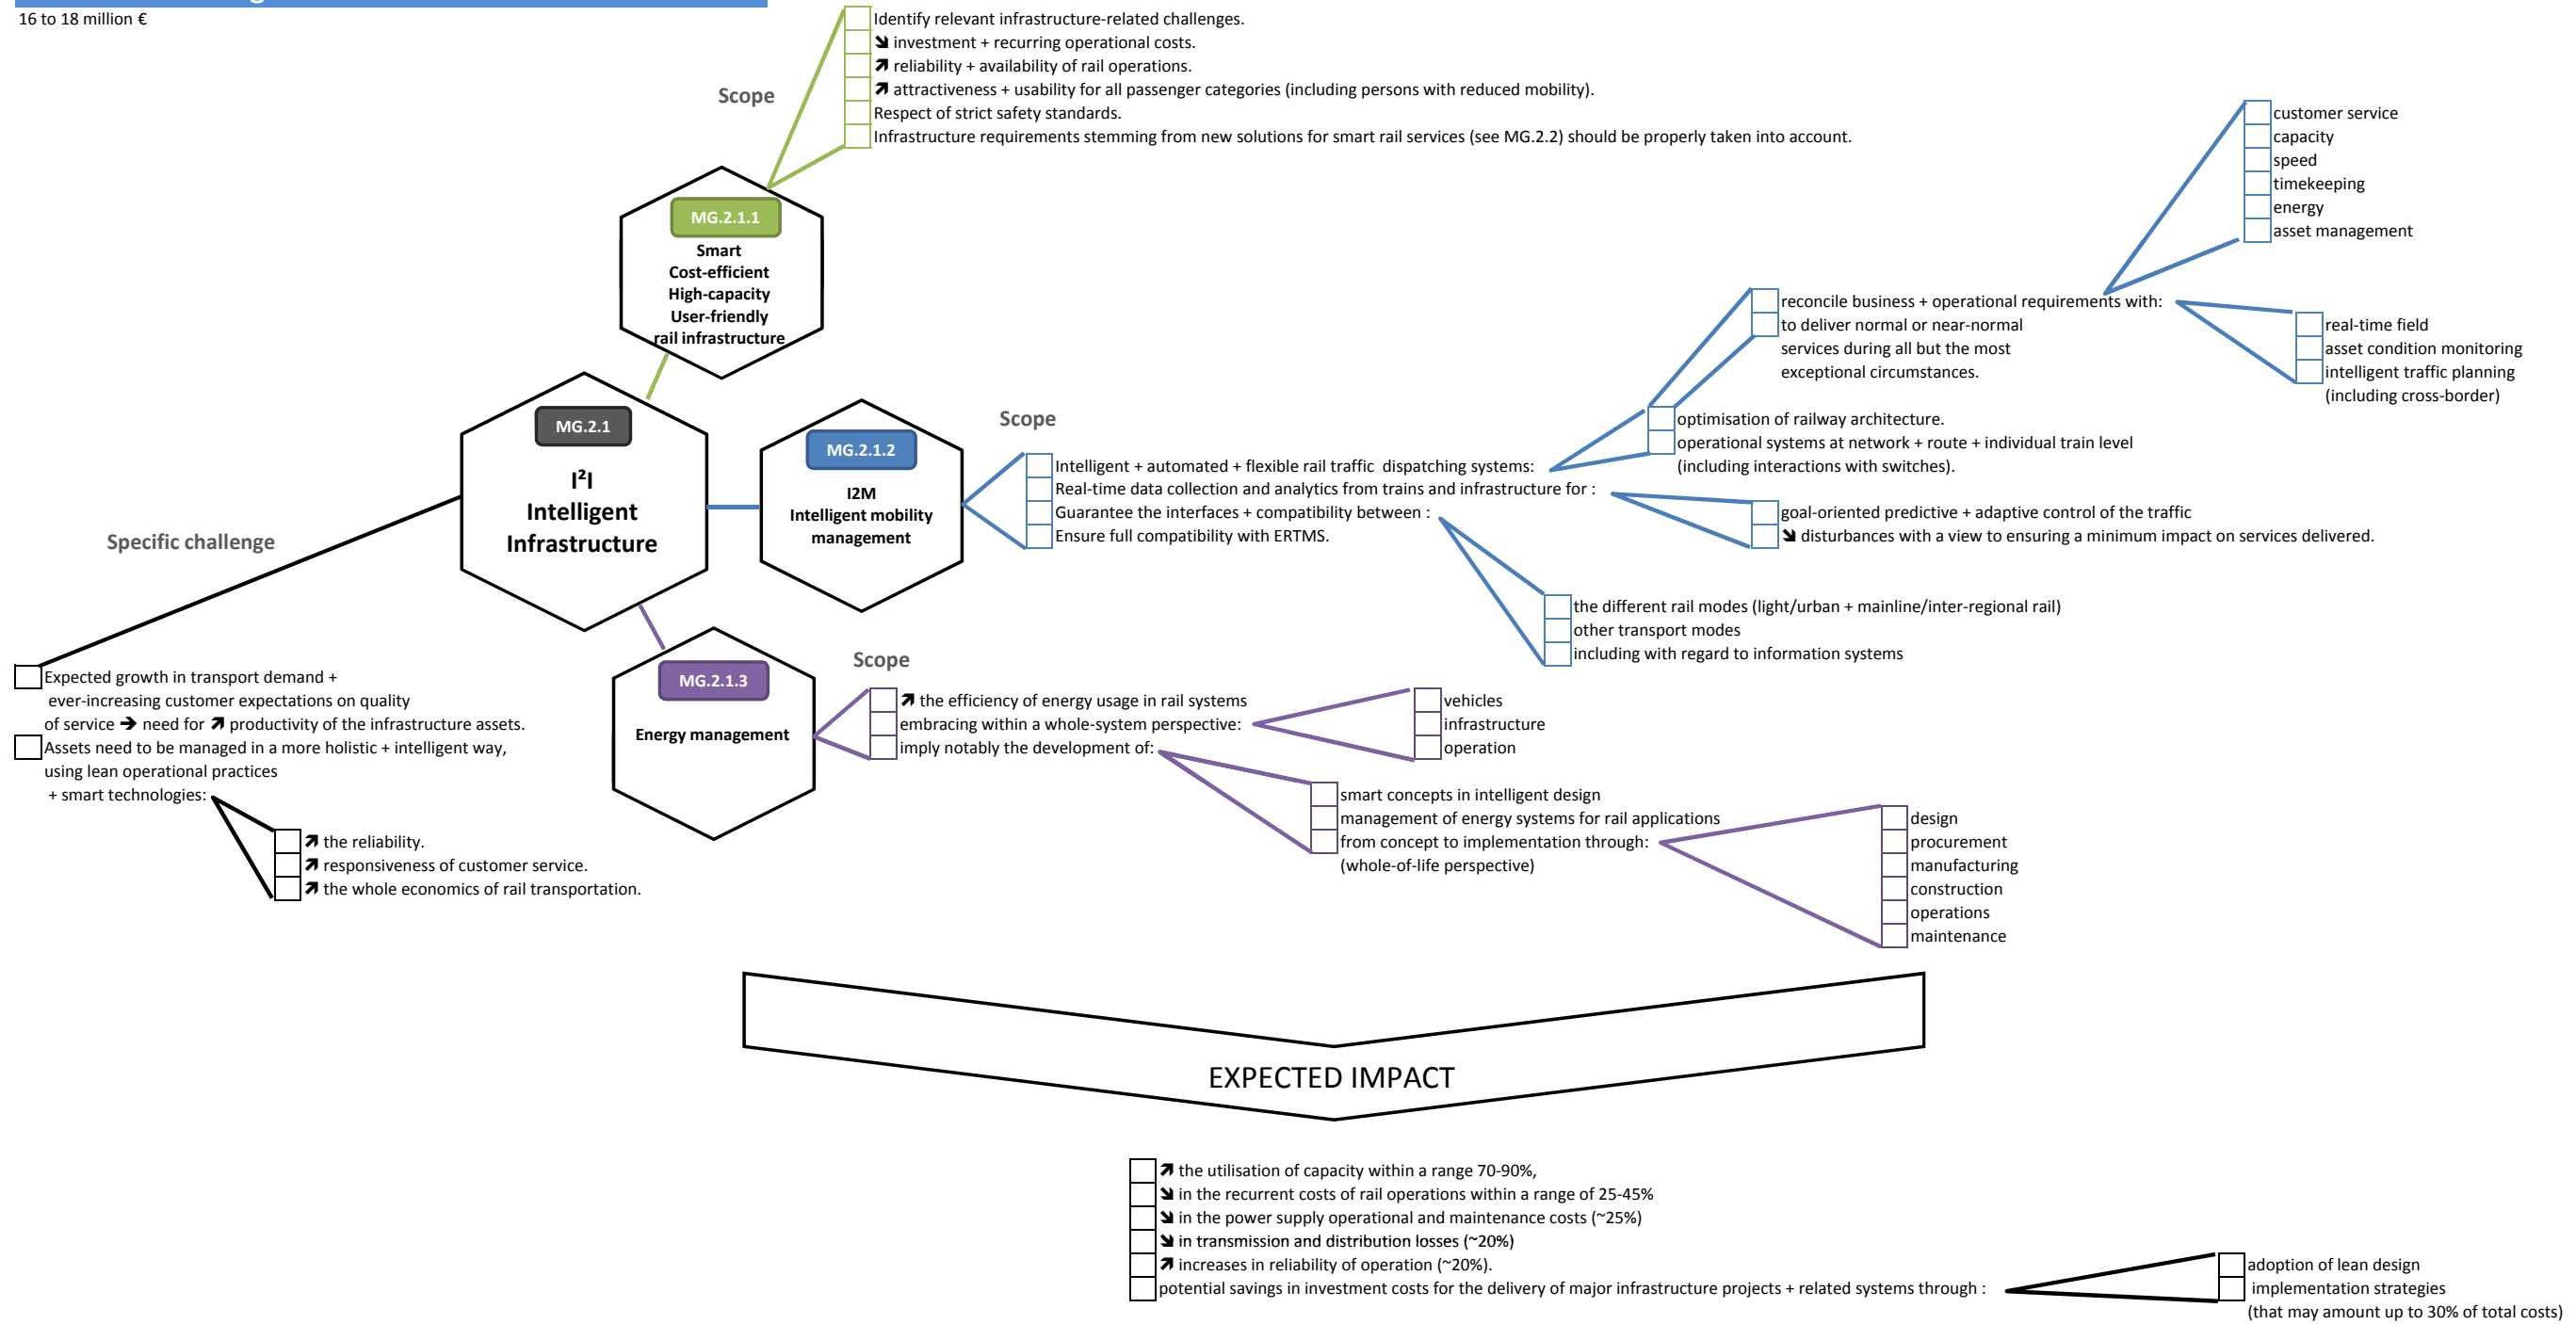 16 to 18 million €
Scope
Identify relevant infrastructure-related challenges.
↘ investment + recurring operational costs.
↗ reliability + availability of rail operations.
↗ attractiveness + usability for all passenger categories (including persons with reduced mobility).
Respect of strict safety standards.
Infrastructure requirements stemming from new solutions for smart rail services (see MG.2.2) should be properly taken into account.
MG.2.1.1
Smart
Cost-efficient
High-capacity
User-friendly
rail infrastructure
MG.2.1
I²I
Intelligent
Infrastructure
MG.2.1.2
I2M
Intelligent mobility
management
Scope
Intelligent + automated + flexible rail traffic dispatching systems:
Real-time data collection and analytics from trains and infrastructure for :
Guarantee the interfaces + compatibility between :
Ensure full compatibility with ERTMS.
optimisation of railway architecture.
operational systems at network + route + individual train level
(including interactions with switches).
reconcile business + operational requirements with:
to deliver normal or near-normal
services during all but the most
exceptional circumstances.
customer service
capacity
speed
timekeeping
energy
asset management
real-time field
asset condition monitoring
intelligent traffic planning
(including cross-border)
goal-oriented predictive + adaptive control of the traffic
↘ disturbances with a view to ensuring a minimum impact on services delivered.
the different rail modes (light/urban + mainline/inter-regional rail)
other transport modes
including with regard to information systems
Specific challenge
Expected growth in transport demand +
ever-increasing customer expectations on quality
of service ➔ need for ↗ productivity of the infrastructure assets.
Assets need to be managed in a more holistic + intelligent way,
using lean operational practices
+ smart technologies:
↗ the reliability.
↗ responsiveness of customer service.
↗ the whole economics of rail transportation.
MG.2.1.3
Energy management
Scope
↗ the efficiency of energy usage in rail systems
embracing within a whole-system perspective:
imply notably the development of:
vehicles
infrastructure
operation
smart concepts in intelligent design
management of energy systems for rail applications
from concept to implementation through:
(whole-of-life perspective)
design
procurement
manufacturing
construction
operations
maintenance
EXPECTED IMPACT
↗ the utilisation of capacity within a range 70-90%,
↘ in the recurrent costs of rail operations within a range of 25-45%
↘ in the power supply operational and maintenance costs (~25%)
↘ in transmission and distribution losses (~20%)
↗ increases in reliability of operation (~20%).
potential savings in investment costs for the delivery of major infrastructure projects + related systems through :
adoption of lean design
implementation strategies
(that may amount up to 30% of total costs)